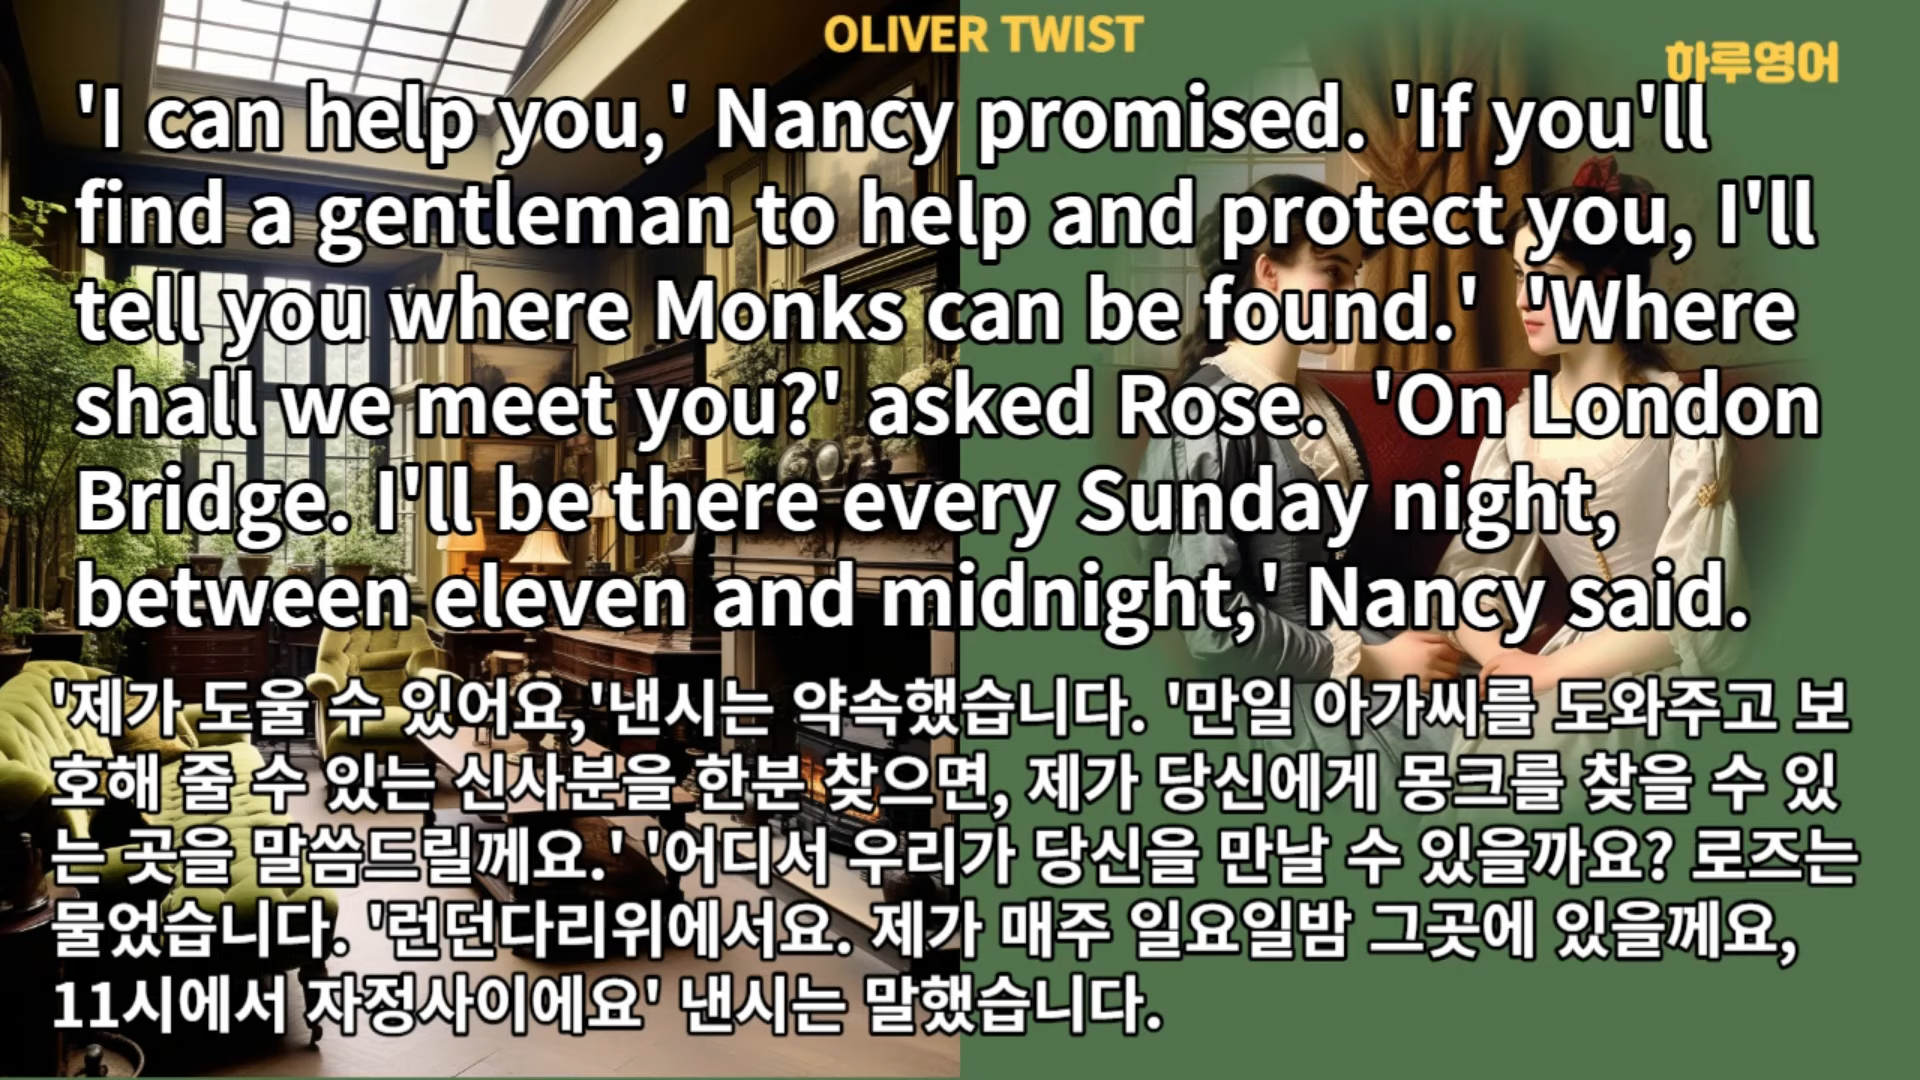 OLIVER TWIST
하루영어
'I can help you,' Nancy promised. 'If you'll
find a gentleman to help and protect you, I'll
tell you where Monks can be found.' 'Where
shall we meet you?' asked Rose. 'On London
Bridge. I'll be there every Sunday night,
between eleven and midnight,' Nancy said.
'제가 도울 수 있어요,'낸시는 약속했습니다. '만일 아가씨를 도와주고 보
호해 줄 수 있는 신사분을 한분 찾으면, 제가 당신에게 몽크를 찾을 수 있
는 곳을 말씀드릴께요.' '어디서 우리가 당신을 만날 수 있을까요? 로즈는
물었습니다. '런던다리위에서요. 제가 매주 일요일밤 그곳에 있을께요,
11시에서 자정사이에요' 낸시는 말했습니다.